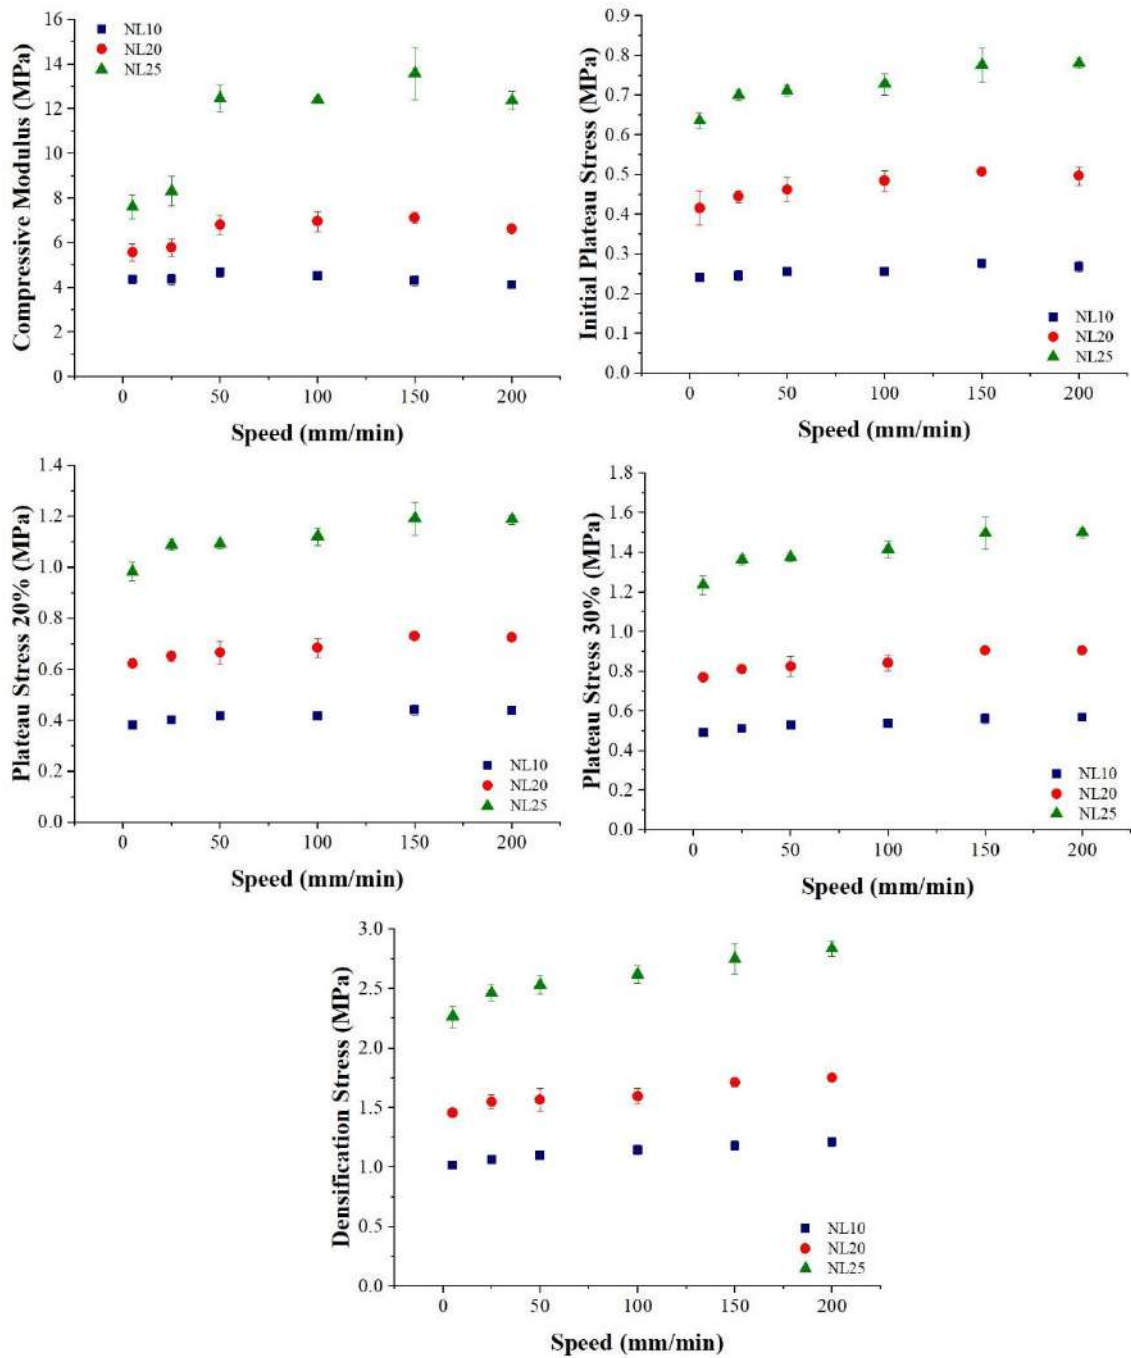 Compressive Modulus (MPa)
16
14
12
10
8
6
4
2
0
NL10
NL20
NL25
0 50 100 150 200
Speed (mm/min)
Initial Plateau Stress (MPa)
0.9
0.8
0.7
0.6
0.5
0.4
0.3
0.2
0.1
0.0
NL10
NL20
NL25
0 50 100 150 200
Speed (mm/min)
Plateau Stress 20% (MPa)
1.4
1.2
1.0
0.8
0.6
0.4
0.2
0.0
NL10
NL20
NL25
0 50 100 150 200
Speed (mm/min)
Plateau Stress 30% (MPa)
1.8
1.6
1.4
1.2
1.0
0.8
0.6
0.4
0.2
0.0
NL10
NL20
NL25
0 50 100 150 200
Speed (mm/min)
Densification Stress (MPa)
3.0
2.5
2.0
1.5
1.0
0.5
0.0
NL10
NL20
NL25
0 50 100 150 200
Speed (mm/min)